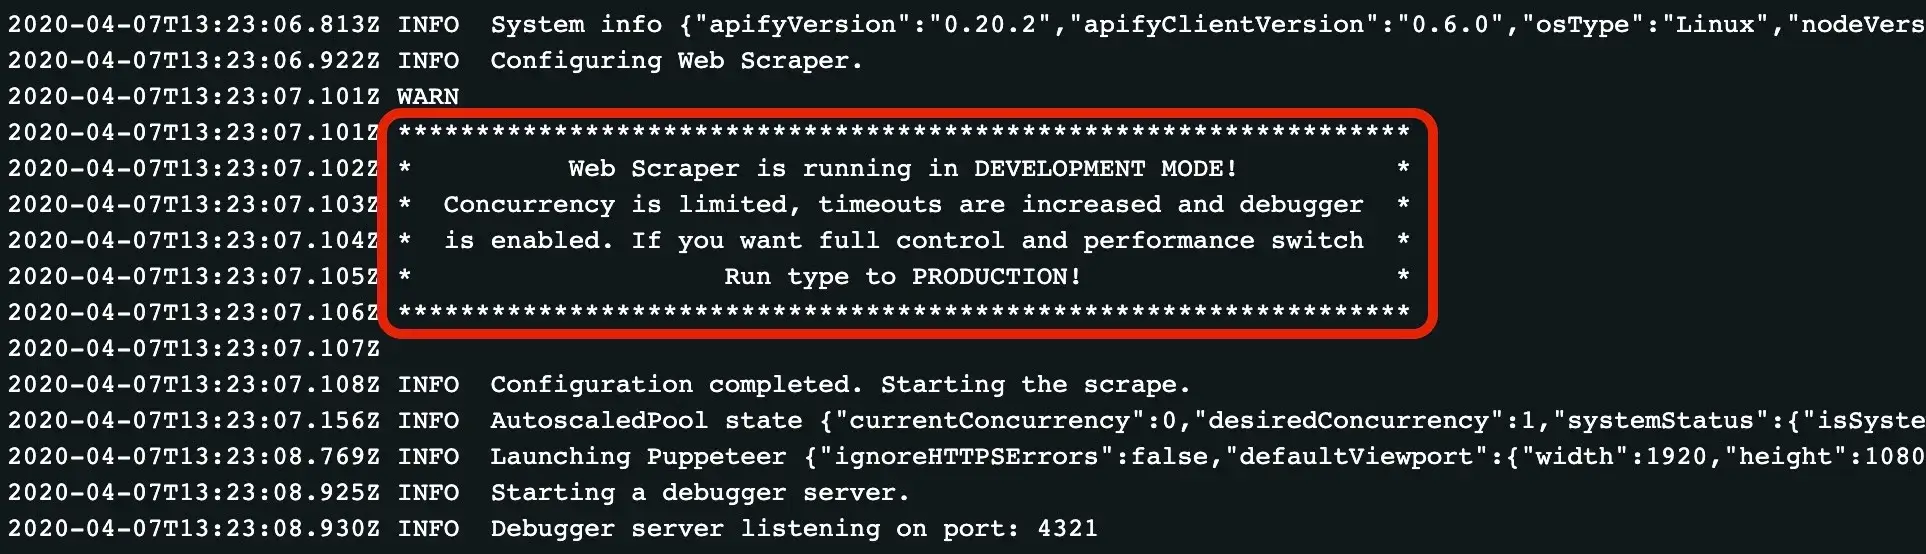 2020-04-07T13:23:06.813Z INFO  System info {"apifyVersion":"0.20.2","apifyClientVersion":"0.6.0","osType":"Linux","nodeVers
2020-04-07T13:23:06.922Z INFO  Configuring Web Scraper.
2020-04-07T13:23:07.101Z WARN
2020-04-07T13:23:07.101Z *****************************************************************
2020-04-07T13:23:07.102Z *          Web Scraper is running in DEVELOPMENT MODE!          *
2020-04-07T13:23:07.103Z *  Concurrency is limited, timeouts are increased and debugger  *
2020-04-07T13:23:07.104Z *  is enabled. If you want full control and performance switch  *
2020-04-07T13:23:07.105Z *                    Run type to PRODUCTION!                    *
2020-04-07T13:23:07.106Z *****************************************************************
2020-04-07T13:23:07.107Z
2020-04-07T13:23:07.108Z INFO  Configuration completed. Starting the scrape.
2020-04-07T13:23:07.156Z INFO  AutoscaledPool state {"currentConcurrency":0,"desiredConcurrency":1,"systemStatus":{"isSyste
2020-04-07T13:23:08.769Z INFO  Launching Puppeteer {"ignoreHTTPSErrors":false,"defaultViewport":{"width":1920,"height":1080
2020-04-07T13:23:08.925Z INFO  Starting a debugger server.
2020-04-07T13:23:08.930Z INFO  Debugger server listening on port: 4321